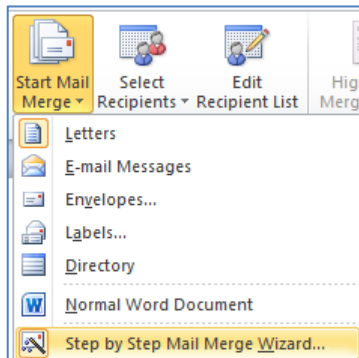 Start Mail Select Edit Hig
Merge Recipients Recipient List Merg
Letters
E-mail Messages
Envelopes...
Labels...
Directory
W Normal Word Document
Step by Step Mail Merge Wizard...